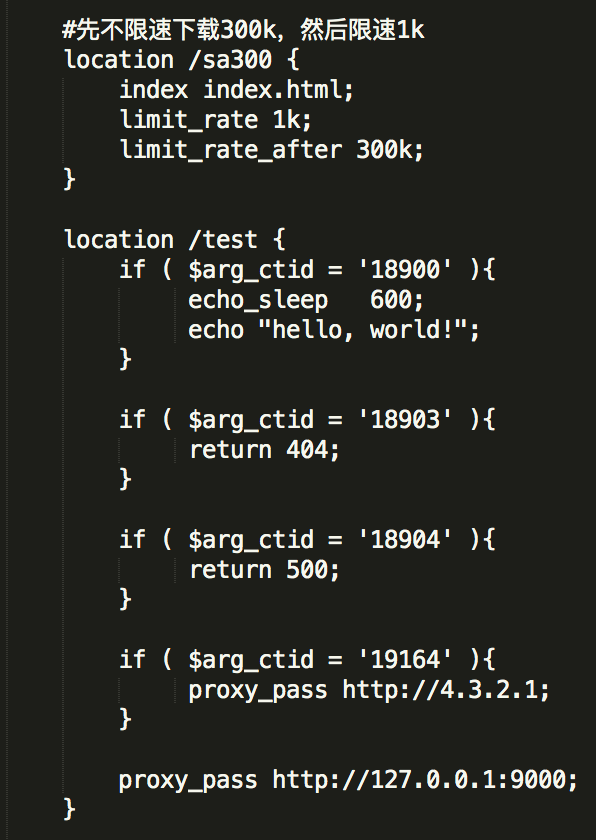 #先不限速下载300k，然后限速1k
location /sa300 {
    index index.html;
    limit_rate 1k;
    limit_rate_after 300k;
}

location /test {
    if ( $arg_ctid = '18900' ){
         echo_sleep   600;
         echo "hello, world!";
    }

    if ( $arg_ctid = '18903' ){
         return 404;
    }

    if ( $arg_ctid = '18904' ){
         return 500;
    }

    if ( $arg_ctid = '19164' ){
         proxy_pass http://4.3.2.1;
    }

    proxy_pass http://127.0.0.1:9000;
}